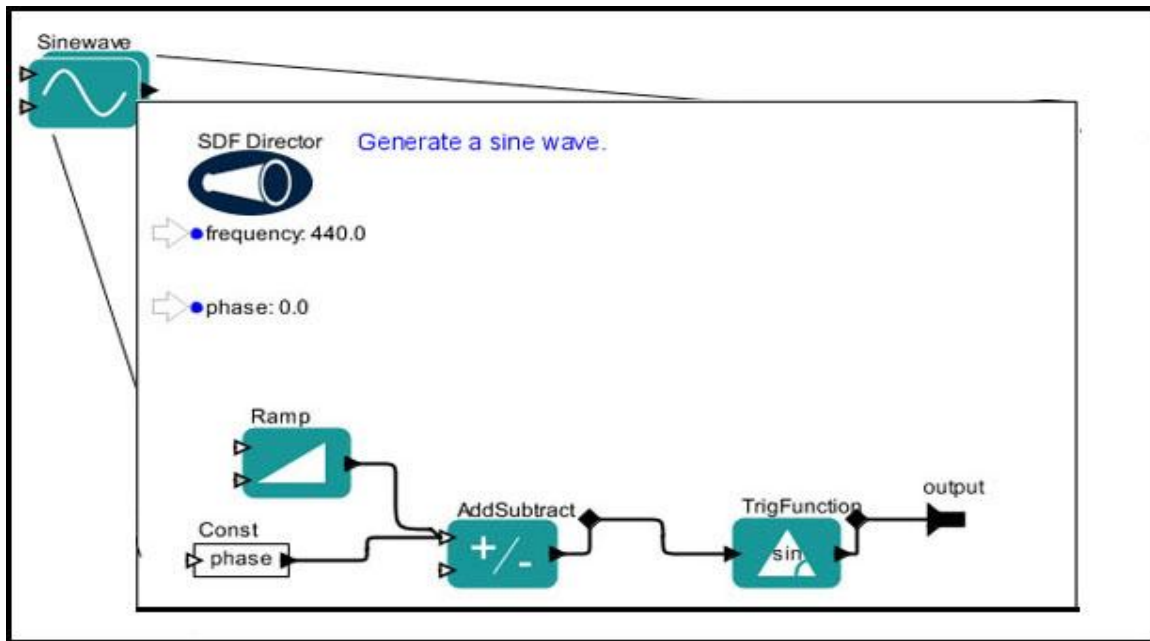 Sinewave
SDF Director
Generate a sine wave.
frequency: 440.0
phase: 0.0
Ramp
Const
phase
AddSubtract
+/-
TrigFunction
sin
output